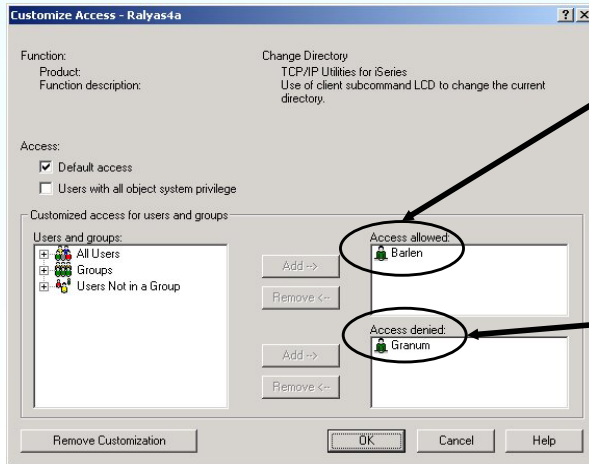 Customize Access - Ralyas4a
Function: Change Directory
Product: TCP/IP Utilities for iSeries
Function description: Use of client subcommand LCD to change the current
directory.
Access:
Default access
Users with all object system privilege
Customized access for users and groups
Users and groups:
All Users
Groups
Users Not in a Group
Add -->
Remove <--
Access allowed:
Barlen
Add -->
Remove <--
Access denied:
Granum
Remove Customization
OK
Cancel
Help